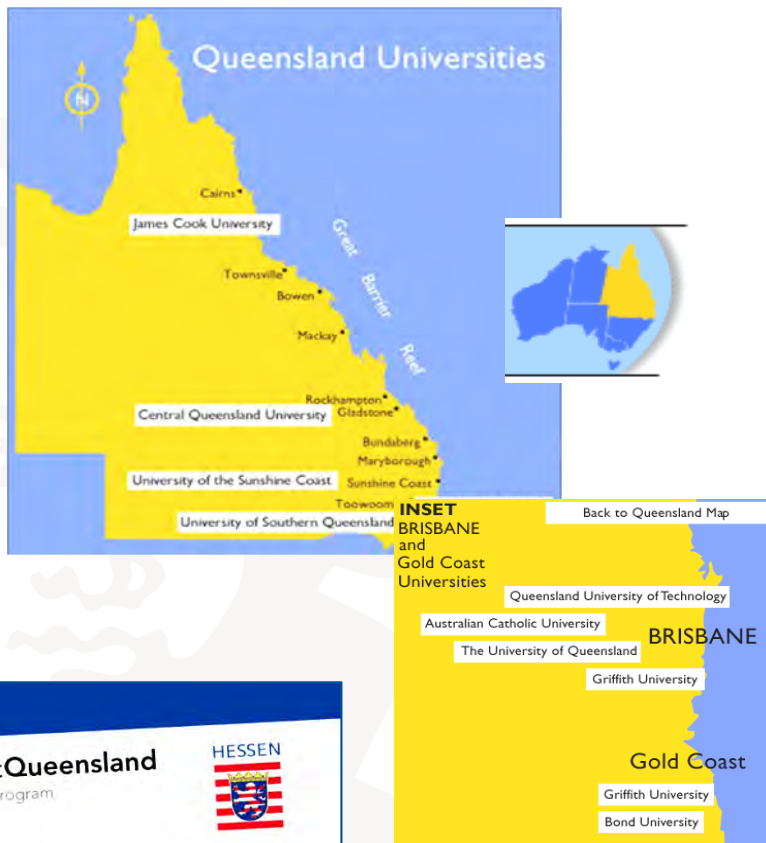 Queensland Universities
N
Cairns
James Cook University
Great Barrier Reef
Townsville
Bowen
Mackay
Rockhampton
Central Queensland University
Gladstone
Bundaberg
Maryborough
University of the Sunshine Coast
Sunshine Coast
Toowoom
University of Southern Queensland
INSET
BRISBANE
and
Gold Coast
Universities
Back to Queensland Map
Queensland University of Technology
Australian Catholic University
BRISBANE
The University of Queensland
Griffith University
Gold Coast
Griffith University
Bond University
:Queensland
rogram
HESSEN